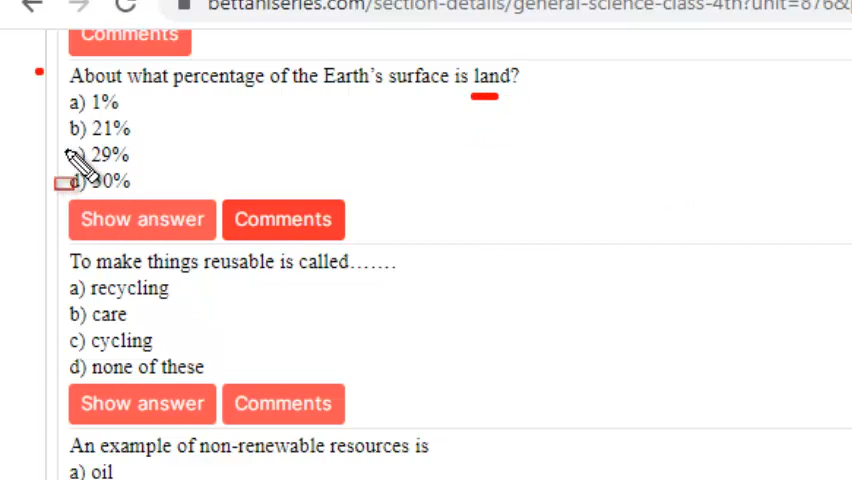 bettaniseries.com/section-details/general-science-class-4th?unit=876&
Comments
About what percentage of the Earth's surface is land?
a) 1%
b) 21%
29%
d) 30%
Show answer Comments
To make things reusable is called…….
a) recycling
b) care
c) cycling
d) none of these
Show answer Comments
An example of non-renewable resources is
a) oil